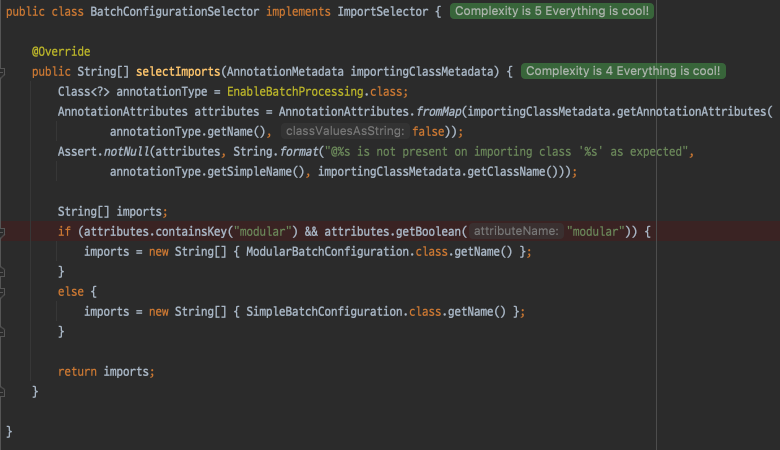 public class BatchConfigurationSelector implements ImportSelector { Complexity is 5 Everything is cool!
@Override
public String[] selectImports(AnnotationMetadata importingClassMetadata) { Complexity is 4 Everything is cool!
Class<?> annotationType = EnableBatchProcessing.class;
AnnotationAttributes attributes = AnnotationAttributes.fromMap(importingClassMetadata.getAnnotationAttributes(
annotationType.getName(), classValuesAsString: false));
Assert.notNull(attributes, String.format("@%s is not present on importing class '%s' as expected",
annotationType.getSimpleName(), importingClassMetadata.getClassName()));
String[] imports;
if (attributes.containsKey("modular") && attributes.getBoolean( attributeName: "modular")) {
imports = new String[] { ModularBatchConfiguration.class.getName() };
}
else {
imports = new String[] { SimpleBatchConfiguration.class.getName() };
}
return imports;
}
}